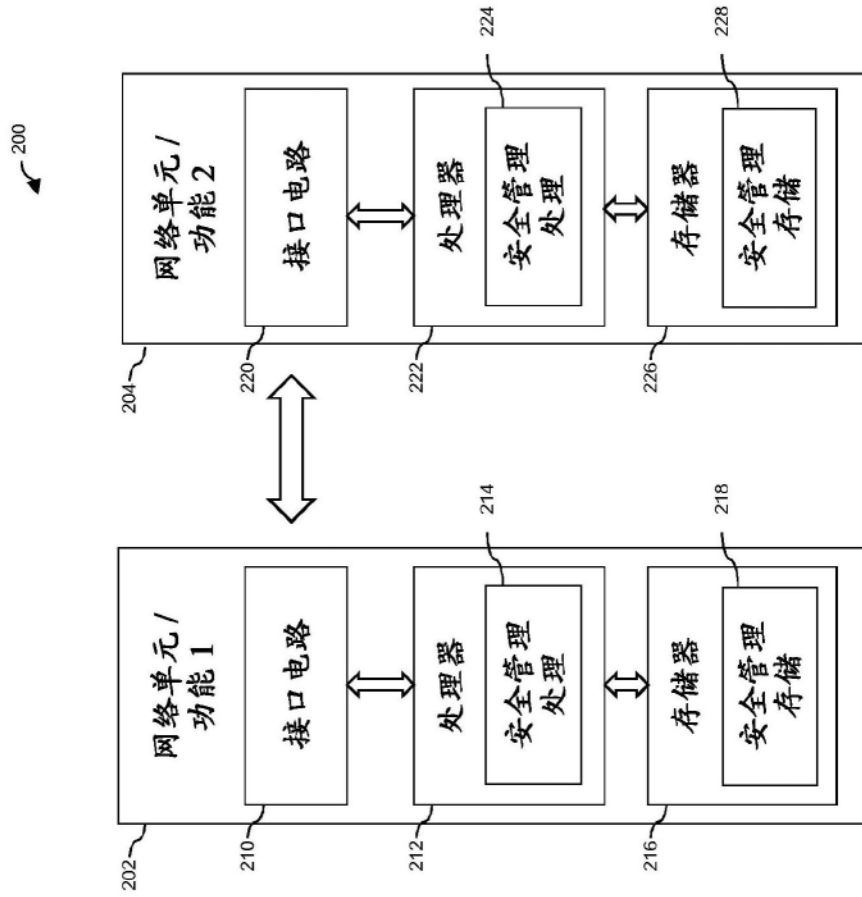 200
202
网络单元/
功能1
210
接口电路
212
处理器
214
安全管理
处理
216
存储器
218
安全管理
存储
204
网络单元/
功能2
220
接口电路
222
处理器
224
安全管理
处理
226
存储器
228
安全管理
存储